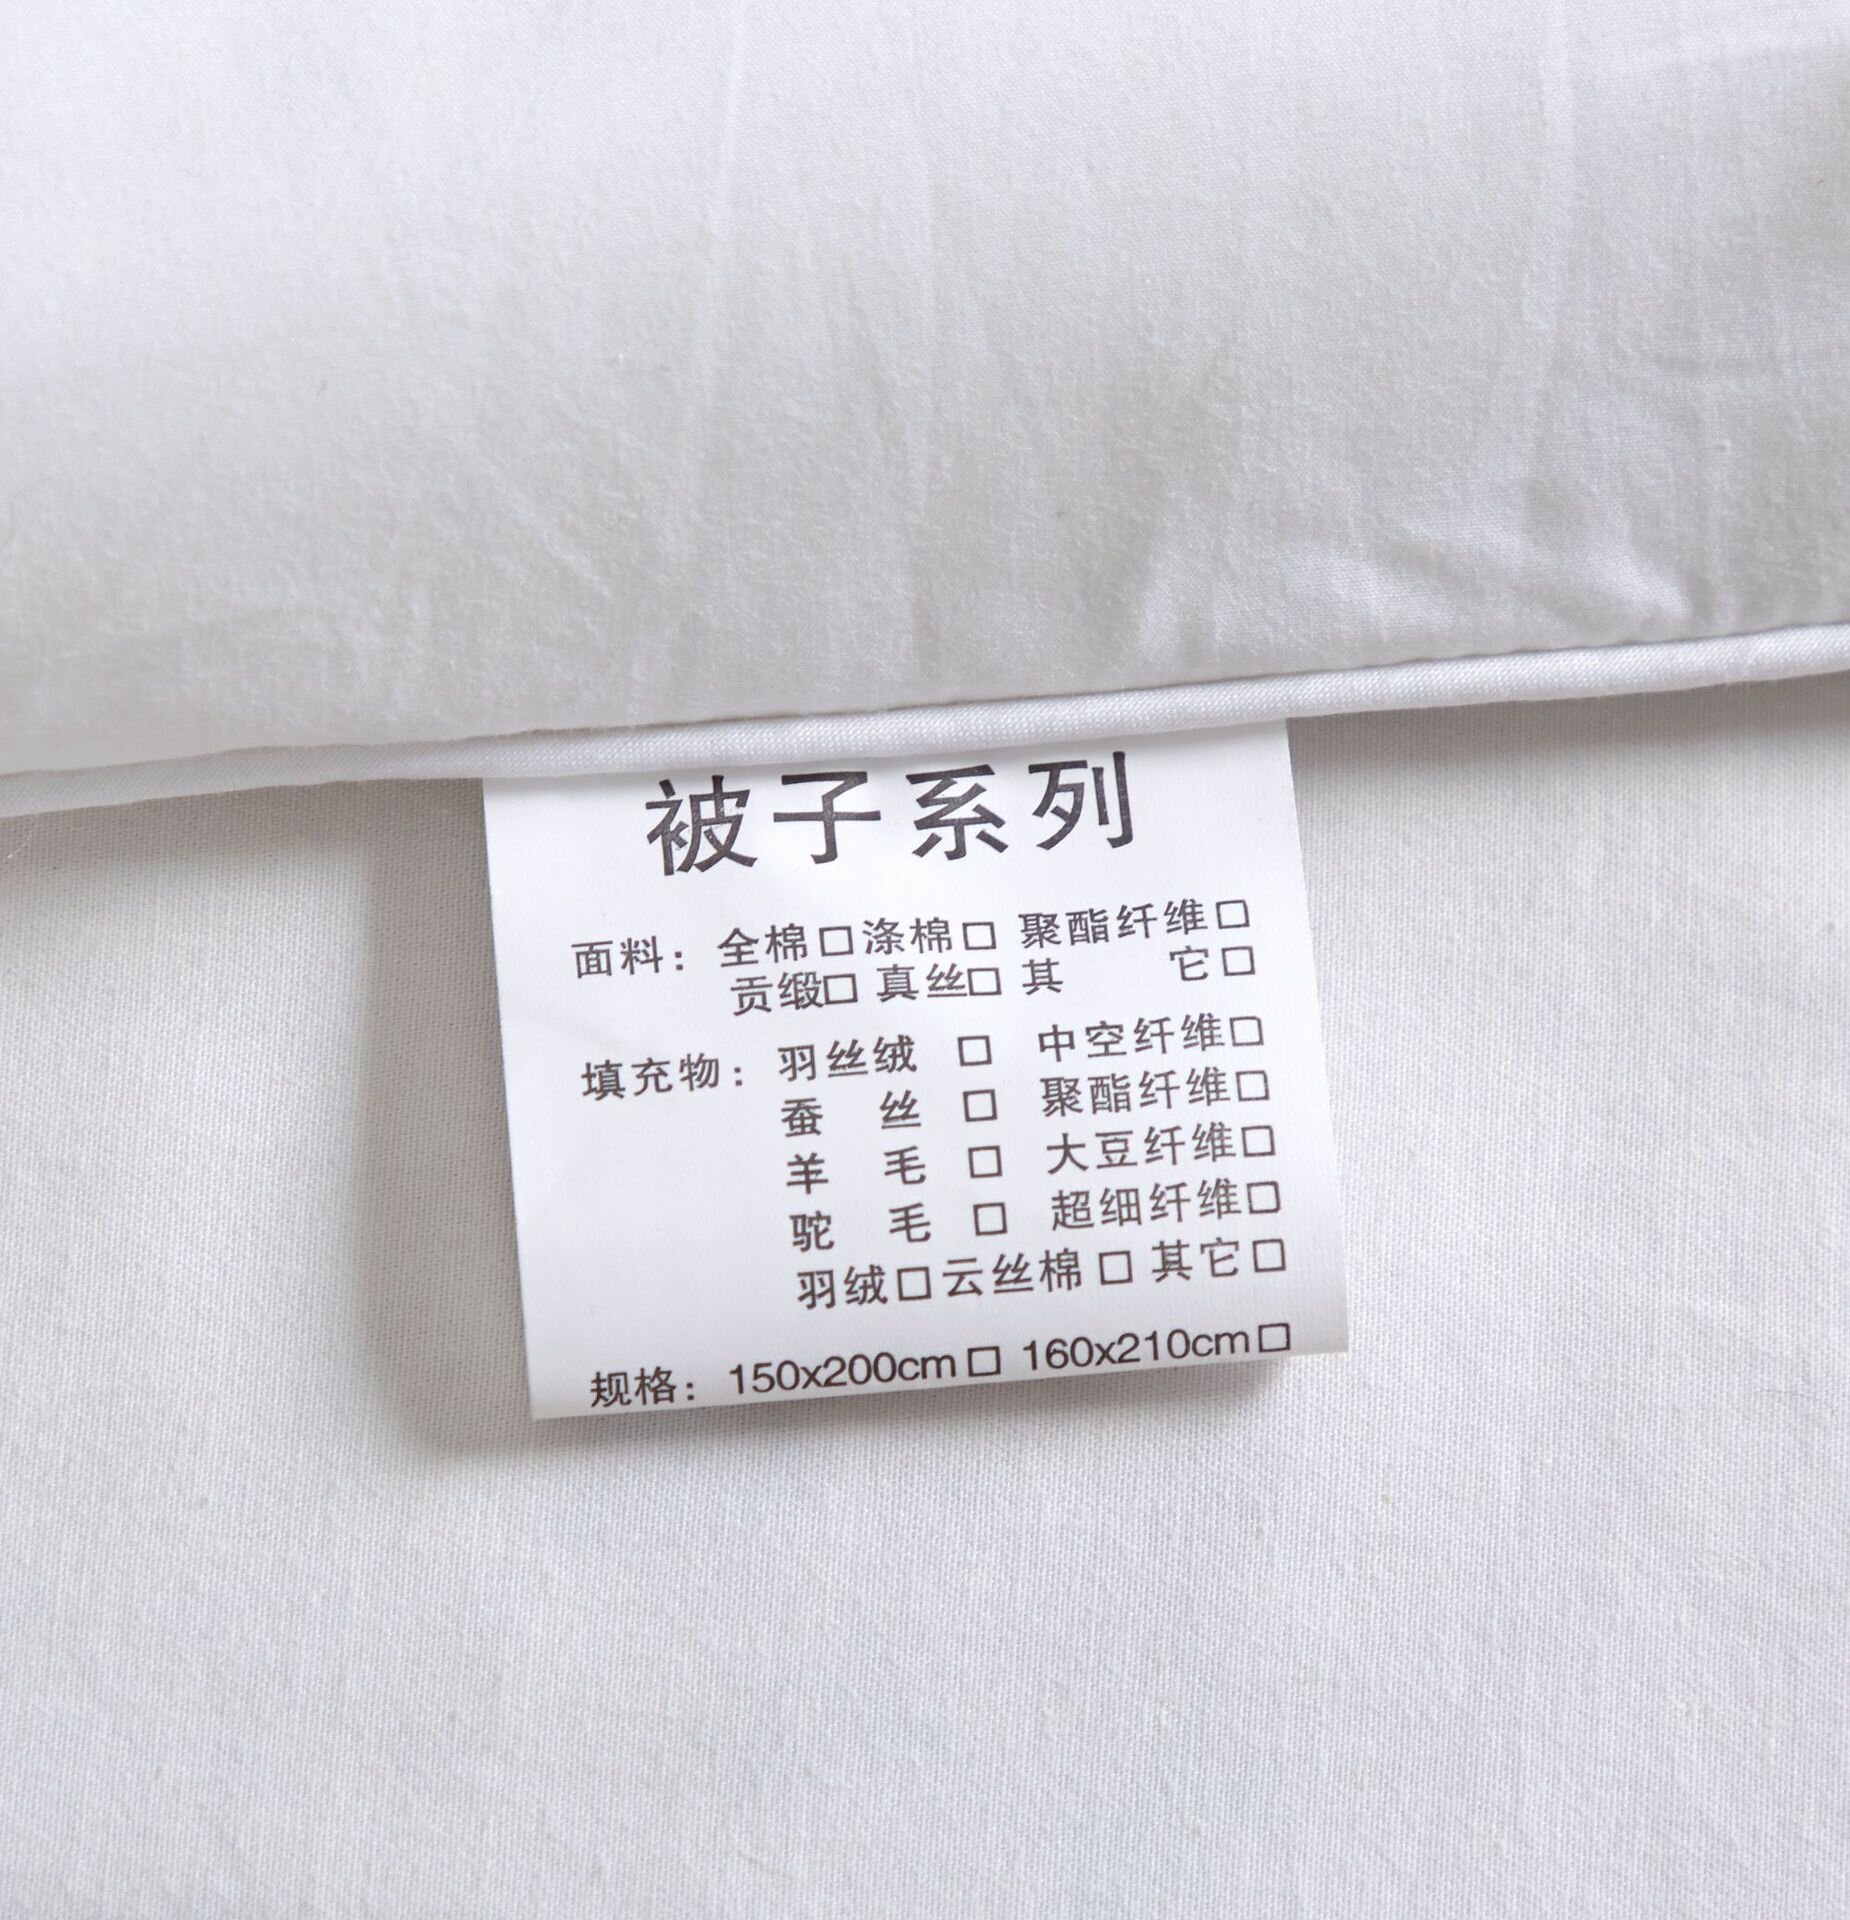 被子系列
面料：全棉□涤棉□ 聚酯纤维□
贡缎□ 真丝□ 其 它□
填充物：羽丝绒 □ 中空纤维□
蚕 丝 □ 聚酯纤维□
羊 毛 □ 大豆纤维□
驼 毛 □ 超细纤维□
羽绒□云丝棉□其它□
规格：150x200cm□ 160x210cm□